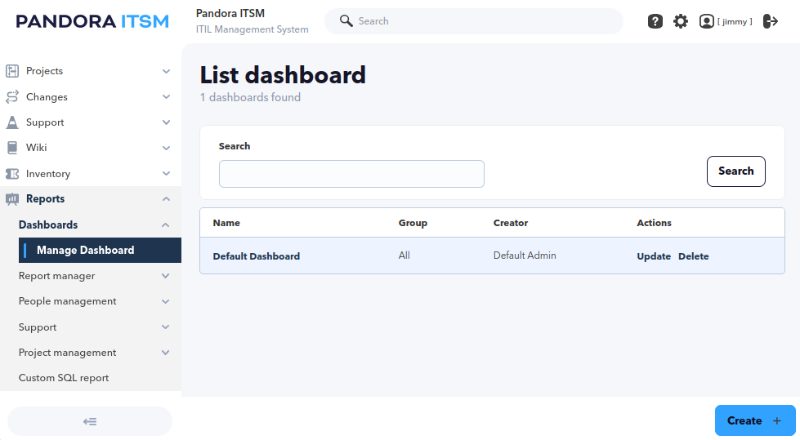 PANDORA ITSM
Pandora ITSM
ITIL Management System
Search
? [ jimmy ]
Projects
Changes
Support
Wiki
Inventory
Reports
Dashboards
Manage Dashboard
Report manager
People management
Support
Project management
Custom SQL report
List dashboard
1 dashboards found
Search
Search
Name Group Creator Actions
Default Dashboard All Default Admin Update Delete
Create +